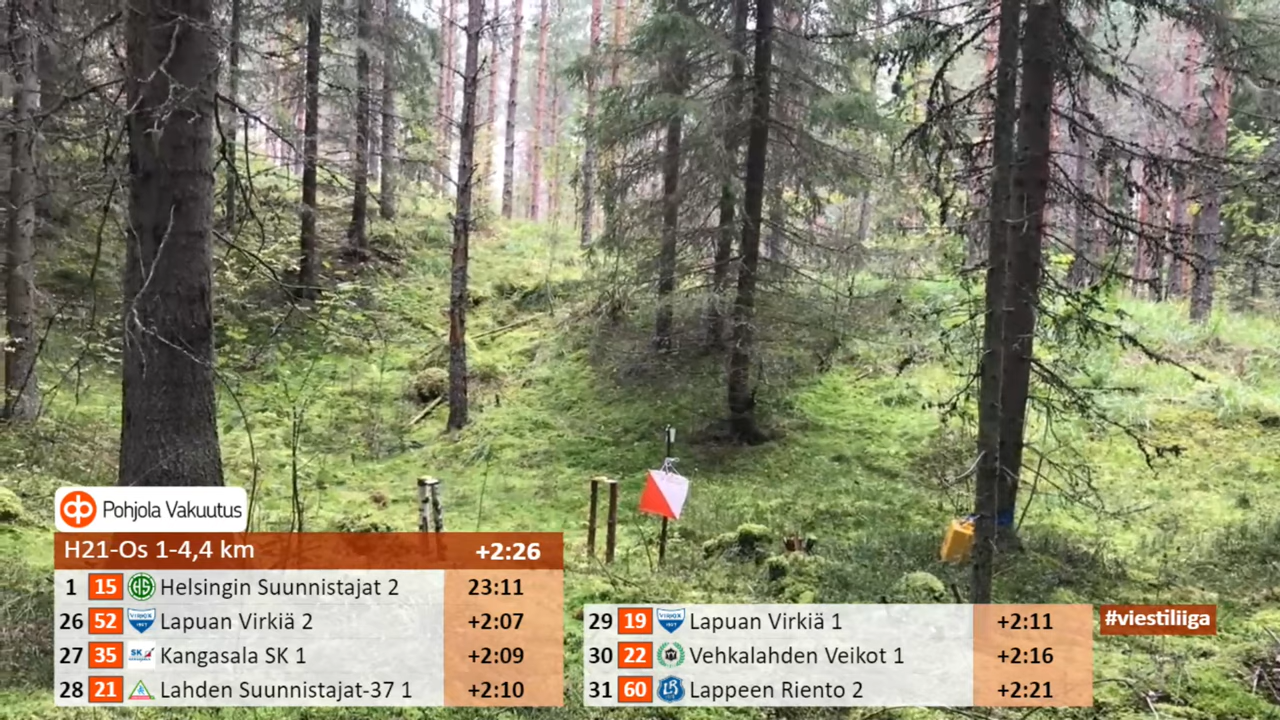 op Pohjola Vakuutus
H21-Os 1-4,4 km +2:26
1 15 Helsingin Suunnistajat 2 23:11
26 52 Lapuan Virkiä 2 +2:07
27 35 Kangasala SK 1 +2:09
28 21 Lahden Suunnistajat-37 1 +2:10
29 19 Lapuan Virkiä 1 +2:11
30 22 Vehkalahden Veikot 1 +2:16
31 60 Lappeen Riento 2 +2:21
#viestiliiga